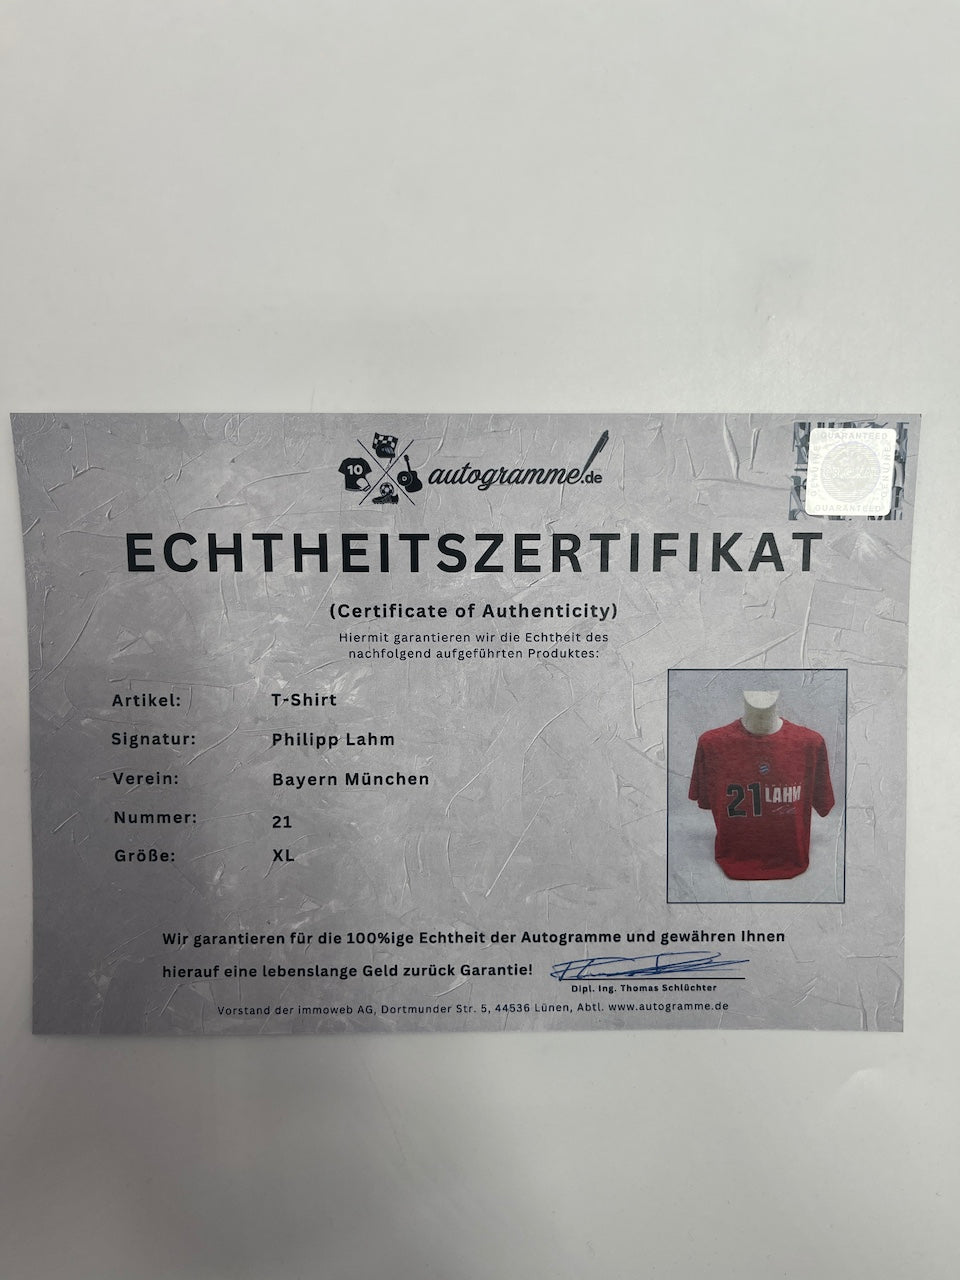 10
autogramme!.de
GUARANTEED
GENUINE
GUARANTEED
ECHTHEITSZERTIFIKAT
(Certificate of Authenticity)
Hiermit garantieren wir die Echtheit des
nachfolgend aufgeführten Produktes:
Artikel: T-Shirt
Signatur: Philipp Lahm
Verein: Bayern München
Nummer: 21
Größe: XL
21 LAHM
Wir garantieren für die 100%ige Echtheit der Autogramme und gewähren Ihnen
hierauf eine lebenslange Geld zurück Garantie!
Dipl. Ing. Thomas Schlüchter
Vorstand der immoweb AG, Dortmunder Str. 5, 44536 Lünen, Abtl. www.autogramme.de